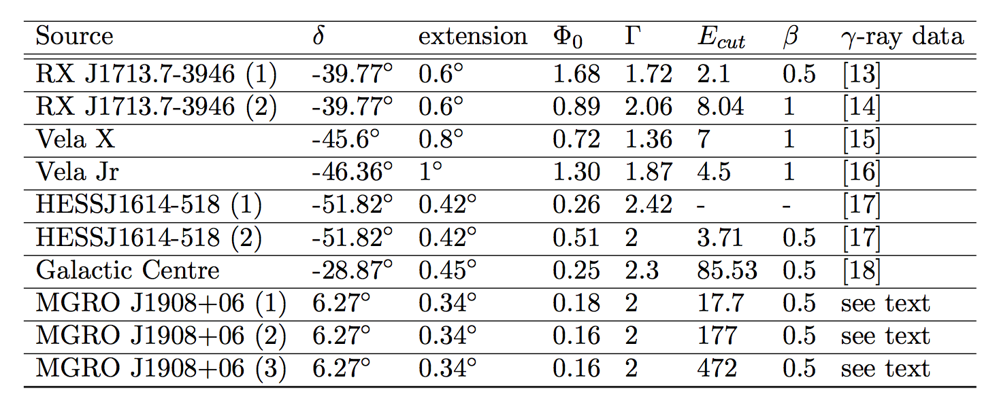 Source δ extension Φ0 Γ Ecut β γ-ray data
RX J1713.7-3946 (1) -39.77° 0.6° 1.68 1.72 2.1 0.5 [13]
RX J1713.7-3946 (2) -39.77° 0.6° 0.89 2.06 8.04 1 [14]
Vela X -45.6° 0.8° 0.72 1.36 7 1 [15]
Vela Jr -46.36° 1° 1.30 1.87 4.5 1 [16]
HESSJ1614-518 (1) -51.82° 0.42° 0.26 2.42 - - [17]
HESSJ1614-518 (2) -51.82° 0.42° 0.51 2 3.71 0.5 [17]
Galactic Centre -28.87° 0.45° 0.25 2.3 85.53 0.5 [18]
MGRO J1908+06 (1) 6.27° 0.34° 0.18 2 17.7 0.5 see text
MGRO J1908+06 (2) 6.27° 0.34° 0.16 2 177 0.5 see text
MGRO J1908+06 (3) 6.27° 0.34° 0.16 2 472 0.5 see text